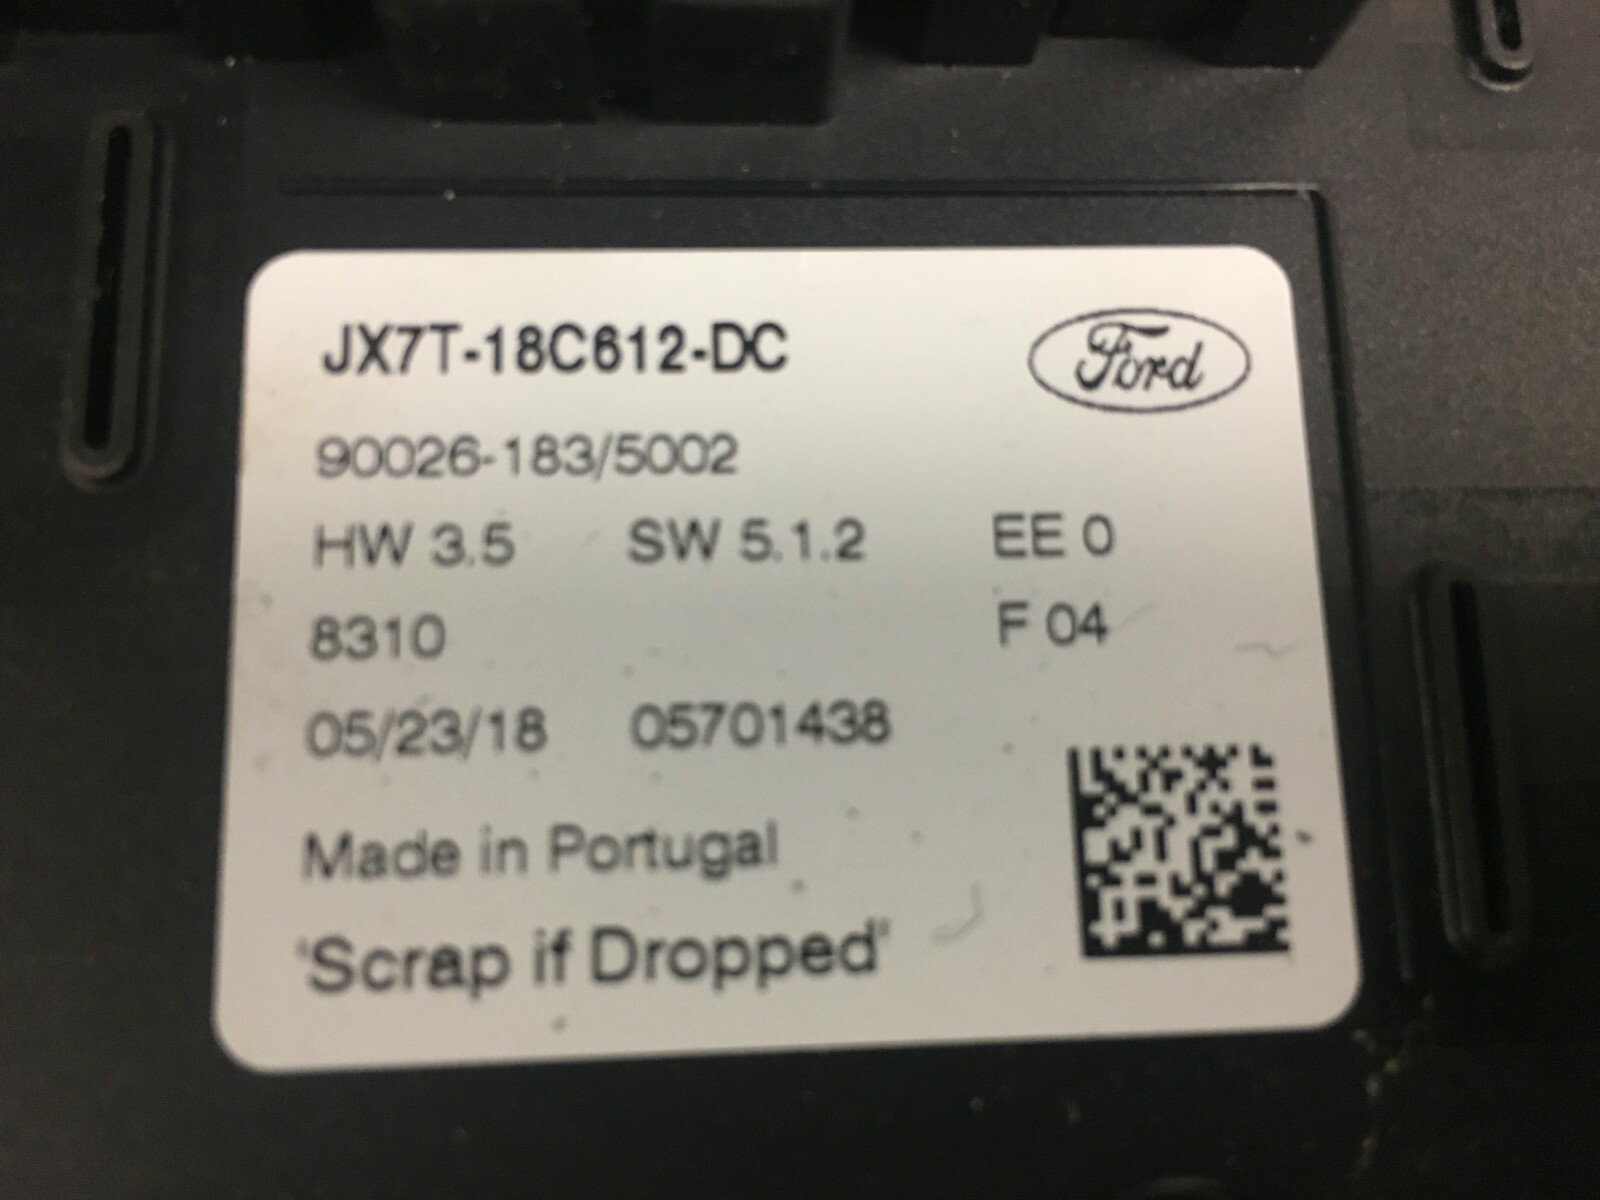 JX7T-18C612-DC
Ford
90026-183/5002
HW 3.5 SW 5.1.2 EE 0
8310 F 04
05/23/18 05701438
Made in Portugal
'Scrap if Dropped'